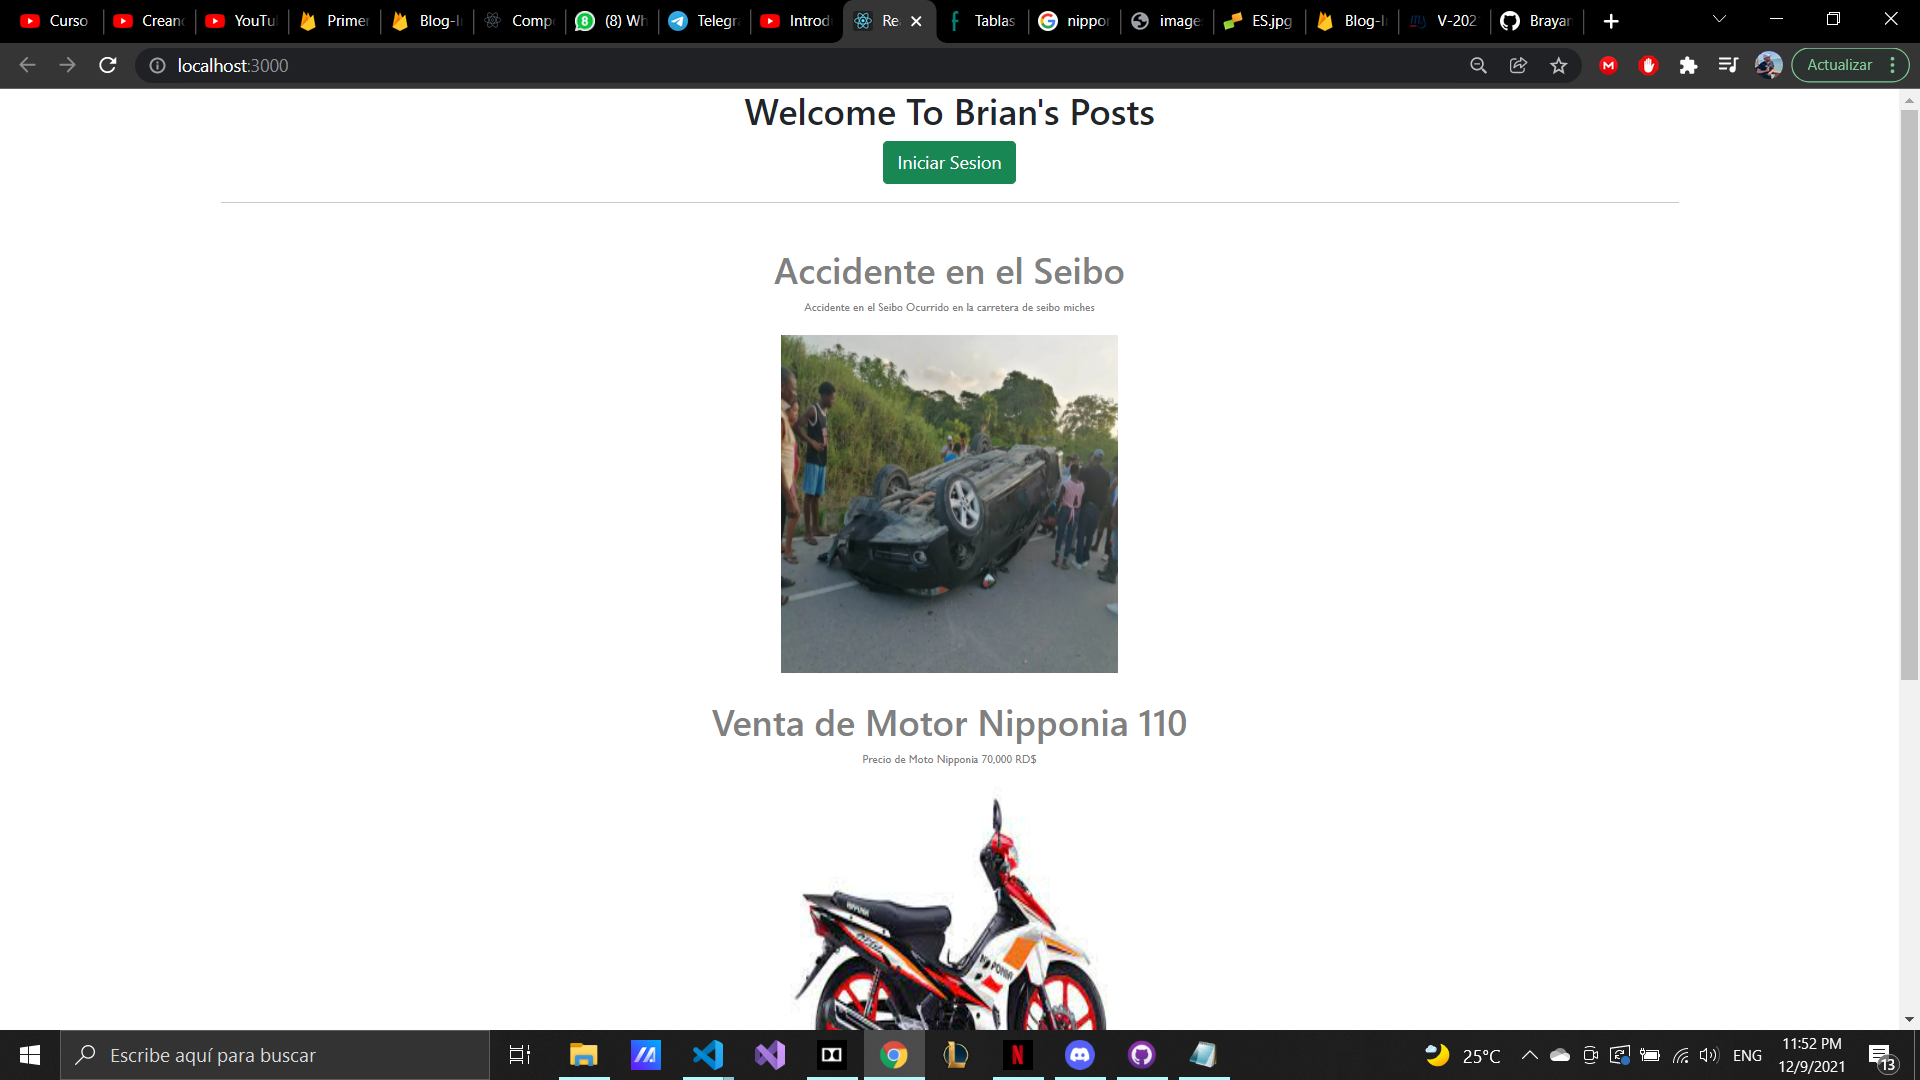 Curso
Creand
YouTu
Primer
Blog-I
Comp
(8) Wh
Telegra
Introd
Re
Tablas
nippor
image
ES.jpg
Blog-I
V-202
Brayan
localhost:3000
Actualizar
Welcome To Brian's Posts
Iniciar Sesion
Accidente en el Seibo
Accidente en el Seibo Ocurrido en la carretera de seibo miches
Venta de Motor Nipponia 110
Precio de Moto Nipponia 70,000 RD$
Escribe aquí para buscar
25°C
ENG
11:52 PM
12/9/2021
13